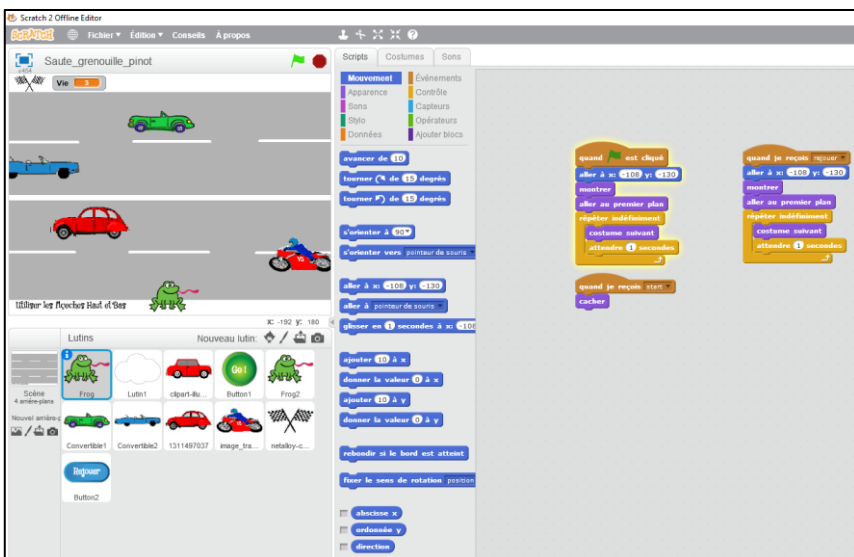 Scratch 2 Offline Editor
SCRATCH Fichier Édition Conseils À propos
Saute_grenouille_pinot
v454
Vie 3
Utiliser les flèches Haut et Bas
x: -192 y: 180
Lutins
Nouveau lutin:
Scène
4 arrière-plans
Nouvel arrière-p
Frog
Lutin1
clipart-illu...
Button1
Frog2
Convertible1
Convertible2
1311497037
image_tra...
netalloy-c...
Go!
Rejouer
Button2
Scripts
Costumes
Sons
Mouvement
Apparence
Sons
Stylo
Données
Événements
Contrôle
Capteurs
Opérateurs
Ajouter blocs
avancer de 10
tourner de 15 degrés
tourner de 15 degrés
s'orienter à 90
s'orienter vers pointeur de souris
aller à x: -108 y: -130
aller à pointeur de souris
glisser en 1 secondes à x: -108
ajouter 10 à x
donner la valeur 0 à x
ajouter 10 à y
donner la valeur 0 à y
rebondir si le bord est atteint
fixer le sens de rotation position
abscisse x
ordonnée y
direction
quand est cliqué
aller à x: -108 y: -130
montrer
aller au premier plan
répéter indéfiniment
costume suivant
attendre 1 secondes
quand je reçois start
cacher
quand je reçois rejouer
aller à x: -108 y: -130
montrer
aller au premier plan
répéter indéfiniment
costume suivant
attendre 1 secondes